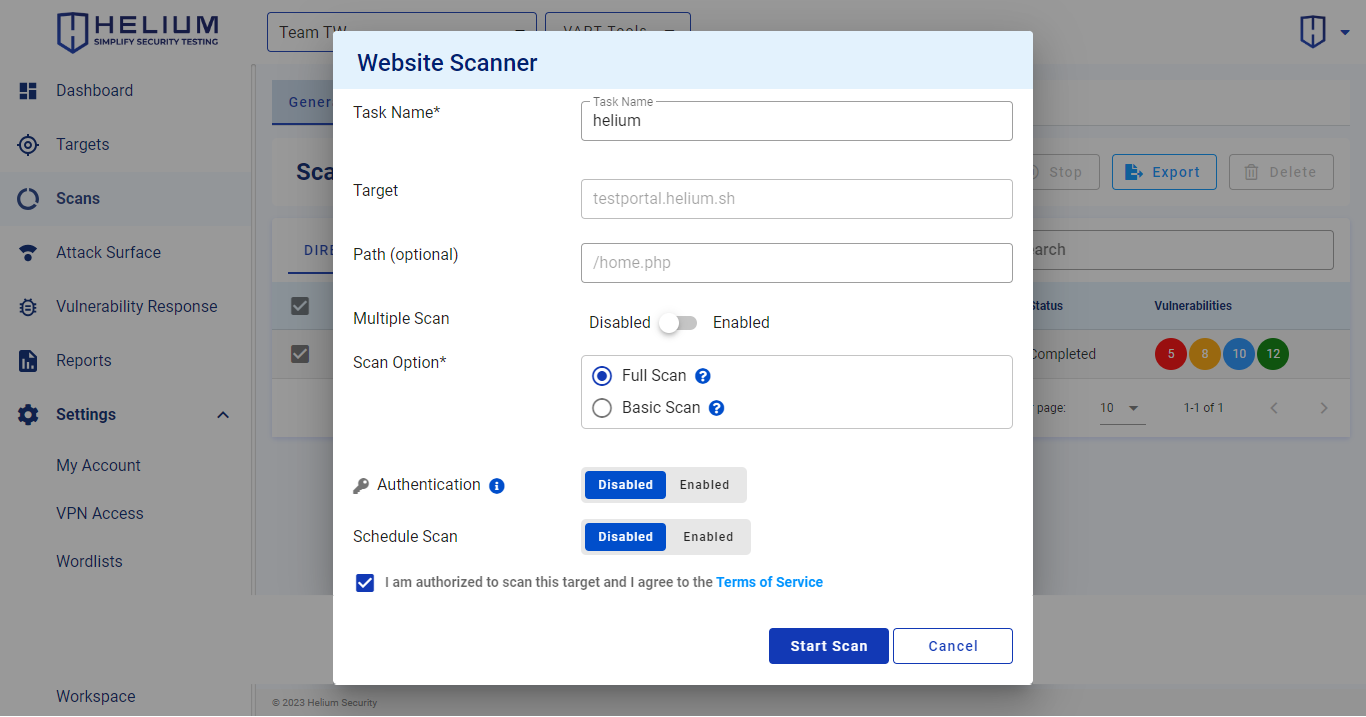 HELIUM
SIMPLIFY SECURITY TESTING
Team TW
VAPT Tools
Dashboard
Targets
Scans
Attack Surface
Vulnerability Response
Reports
Settings
My Account
VPN Access
Wordlists
Workspace
Gener
Sca
Stop
Export
Delete
DIRE
earch
Status
Vulnerabilities
Completed
5
8
10
12
page:
10
1-1 of 1
© 2023 Helium Security
Website Scanner
Task Name*
Task Name
helium
Target
testportal.helium.sh
Path (optional)
/home.php
Multiple Scan
Disabled
Enabled
Scan Option*
Full Scan ?
Basic Scan ?
Authentication i
Disabled
Enabled
Schedule Scan
Disabled
Enabled
I am authorized to scan this target and I agree to the Terms of Service
Start Scan
Cancel